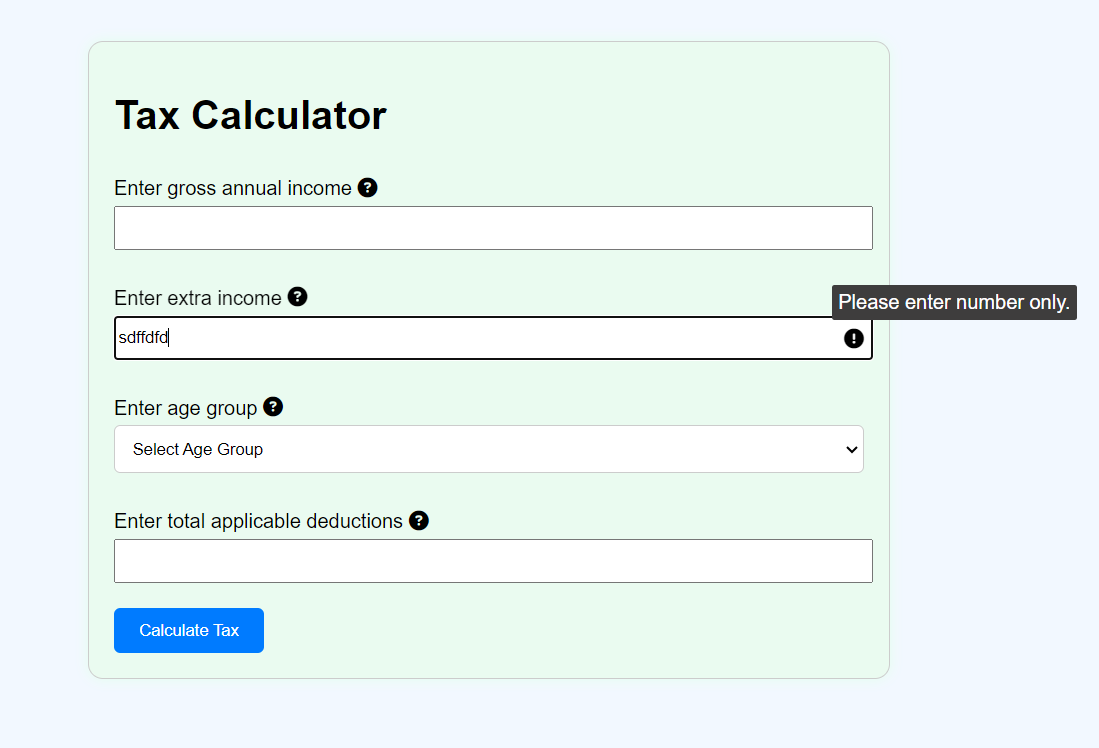 Tax Calculator
Enter gross annual income ?
Enter extra income ?
Please enter number only.
sdffdfd !
Enter age group ?
Select Age Group
Enter total applicable deductions ?
Calculate Tax